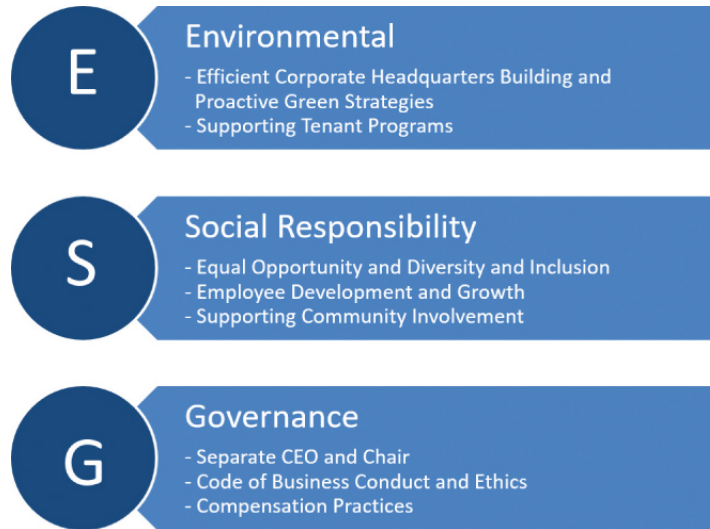 E
Environmental
- Efficient Corporate Headquarters Building and
Proactive Green Strategies
- Supporting Tenant Programs
S
Social Responsibility
- Equal Opportunity and Diversity and Inclusion
- Employee Development and Growth
- Supporting Community Involvement
G
Governance
- Separate CEO and Chair
- Code of Business Conduct and Ethics
- Compensation Practices